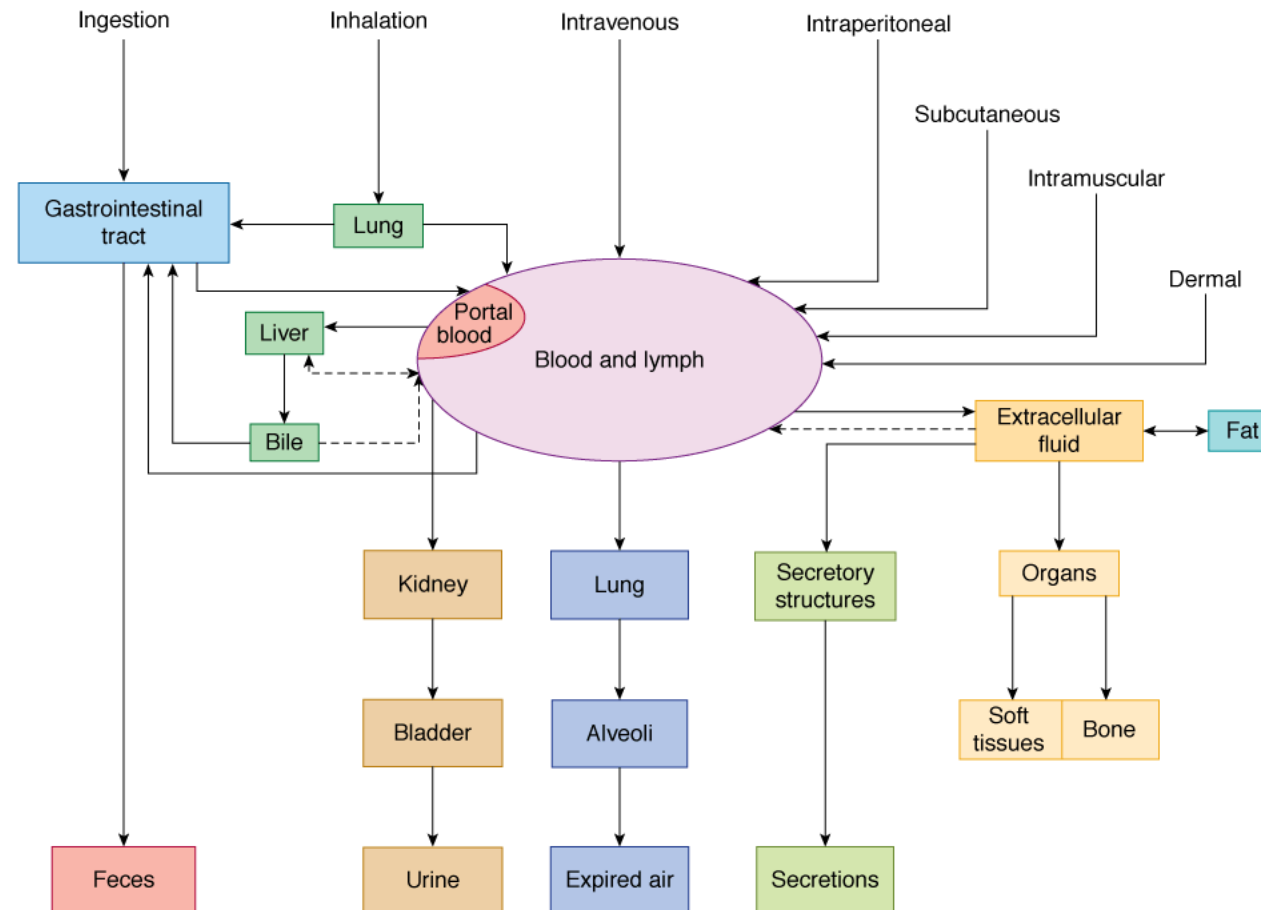 Ingestion
Inhalation
Intravenous
Intraperitoneal
Subcutaneous
Intramuscular
Dermal
Gastrointestinal
tract
Lung
Portal
blood
Liver
Blood and lymph
Bile
Extracellular
fluid
Fat
Kidney
Lung
Secretory
structures
Organs
Bladder
Alveoli
Soft
tissues
Bone
Feces
Urine
Expired air
Secretions